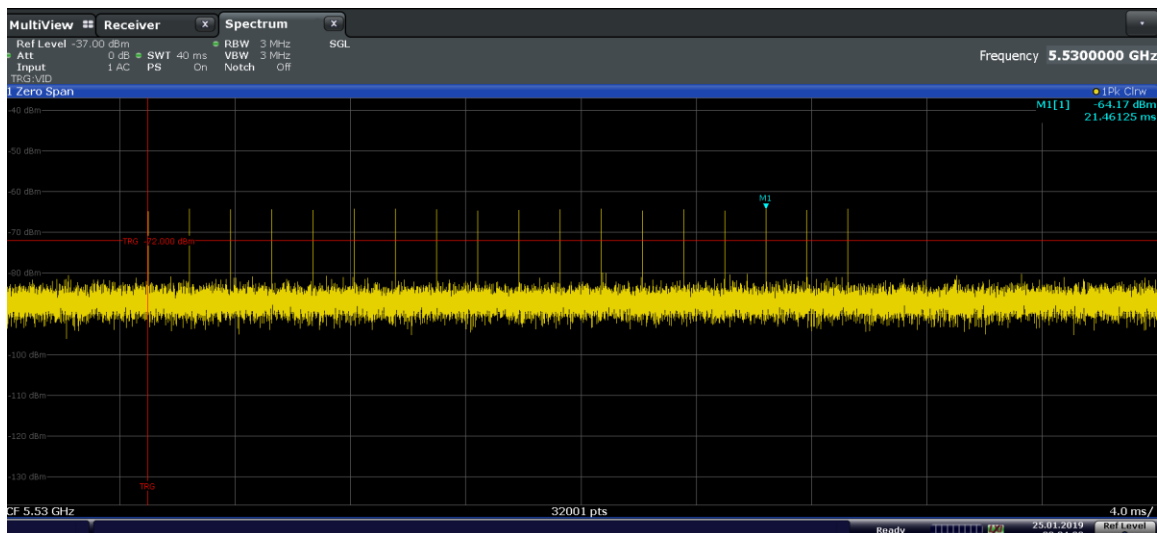 MultiView Receiver X Spectrum X
Ref Level -37.00 dBm RBW 3 MHz SGL
Att 0 dB SWT 40 ms VBW 3 MHz
Frequency 5.5300000 GHz
Input 1 AC PS On Notch Off
TRG:VID
1 Zero Span 1Pk Clrw
M1[1] -64.17 dBm
21.46125 ms
-40 dBm
-50 dBm
-60 dBm
M1
-70 dBm
TRG -72.000 dBm
-80 dBm
-100 dBm
-110 dBm
-120 dBm
-130 dBm
TRG
CF 5.53 GHz 32001 pts 4.0 ms/
Ready 25.01.2019 Ref Level